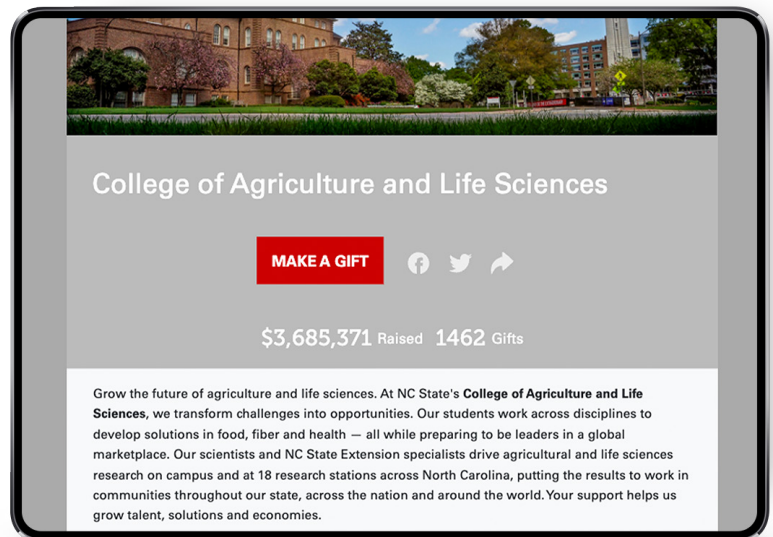 College of Agriculture and Life Sciences
MAKE A GIFT
$3,685,371 Raised 1462 Gifts
Grow the future of agriculture and life sciences. At NC State's College of Agriculture and Life
Sciences, we transform challenges into opportunities. Our students work across disciplines to
develop solutions in food, fiber and health — all while preparing to be leaders in a global
marketplace. Our scientists and NC State Extension specialists drive agricultural and life sciences
research on campus and at 18 research stations across North Carolina, putting the results to work in
communities throughout our state, across the nation and around the world. Your support helps us
grow talent, solutions and economies.